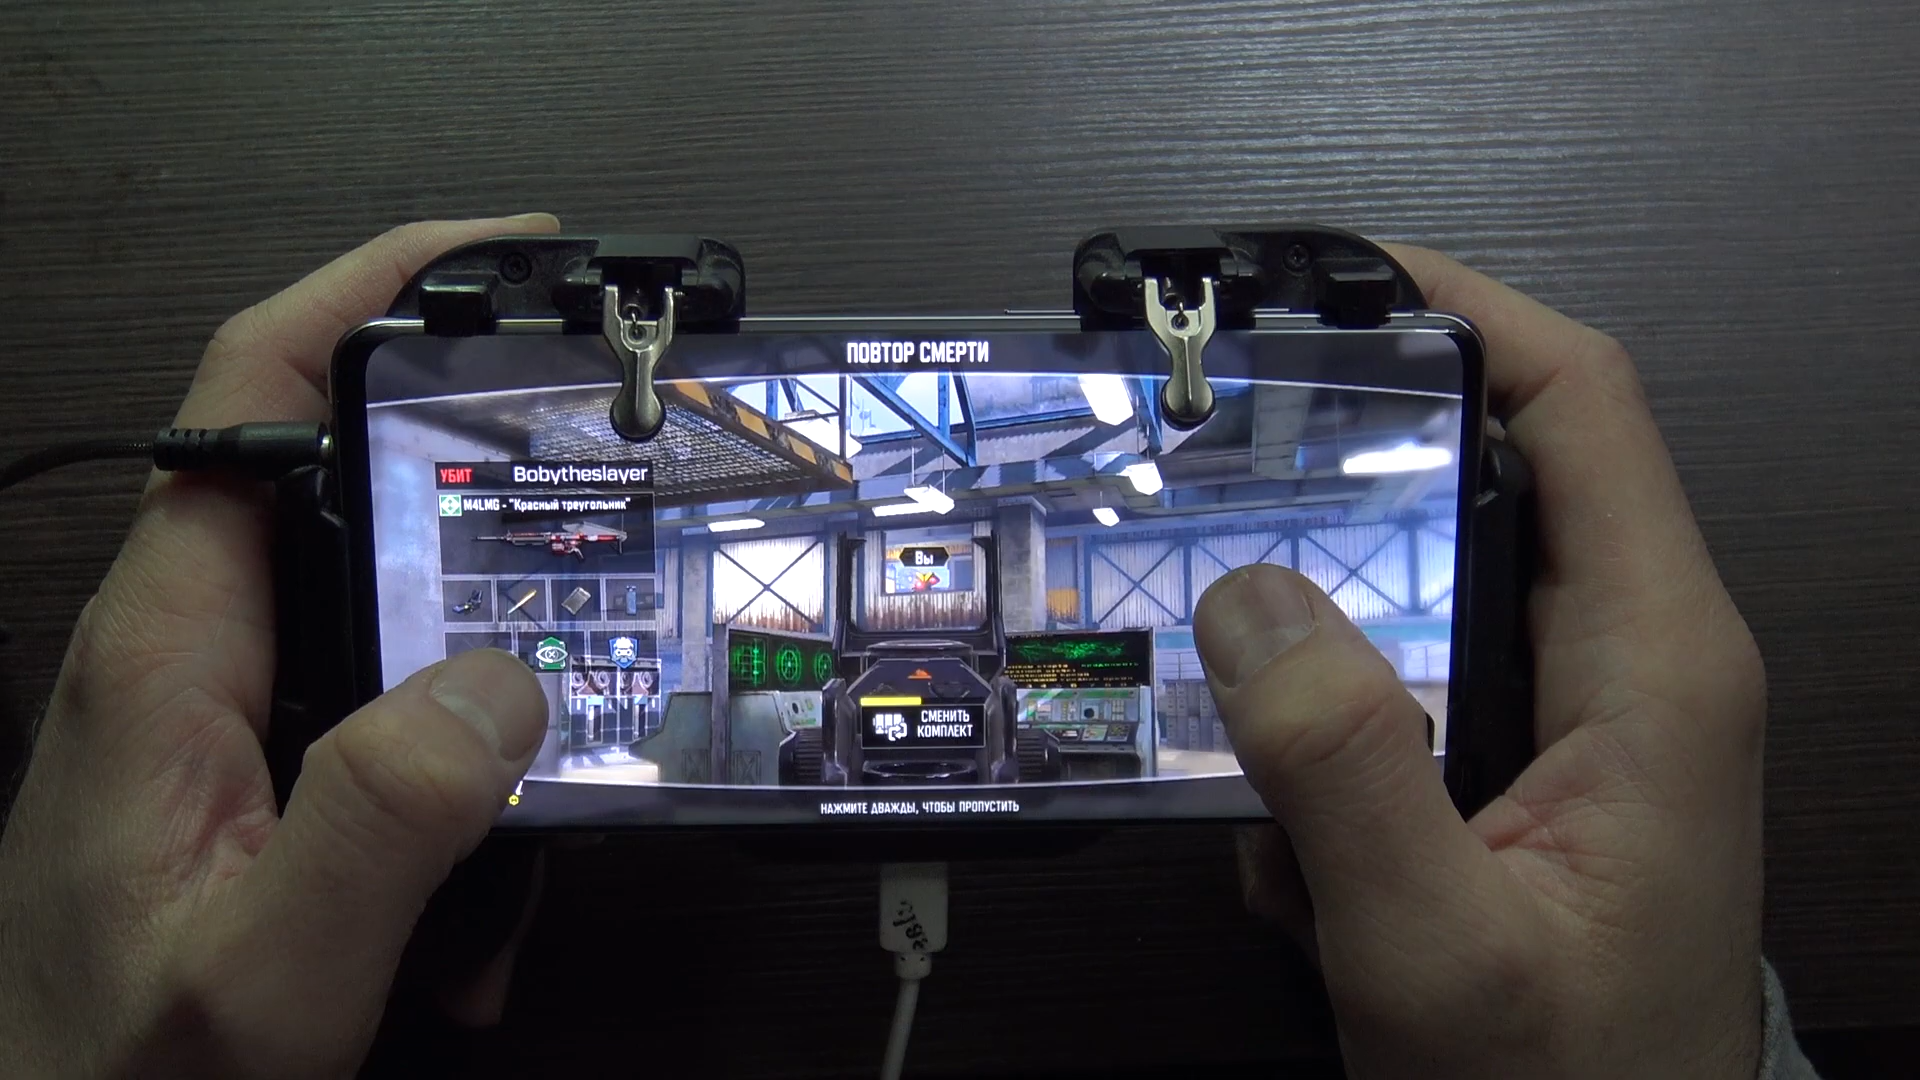 ПОВТОР СМЕРТИ
УБИТ Bobytheslayer
M4LMG - "Красный треугольник"
Вы
СМЕНИТЬ
КОМПЛЕКТ
НАЖМИТЕ ДВАЖДЫ, ЧТОБЫ ПРОПУСТИТЬ